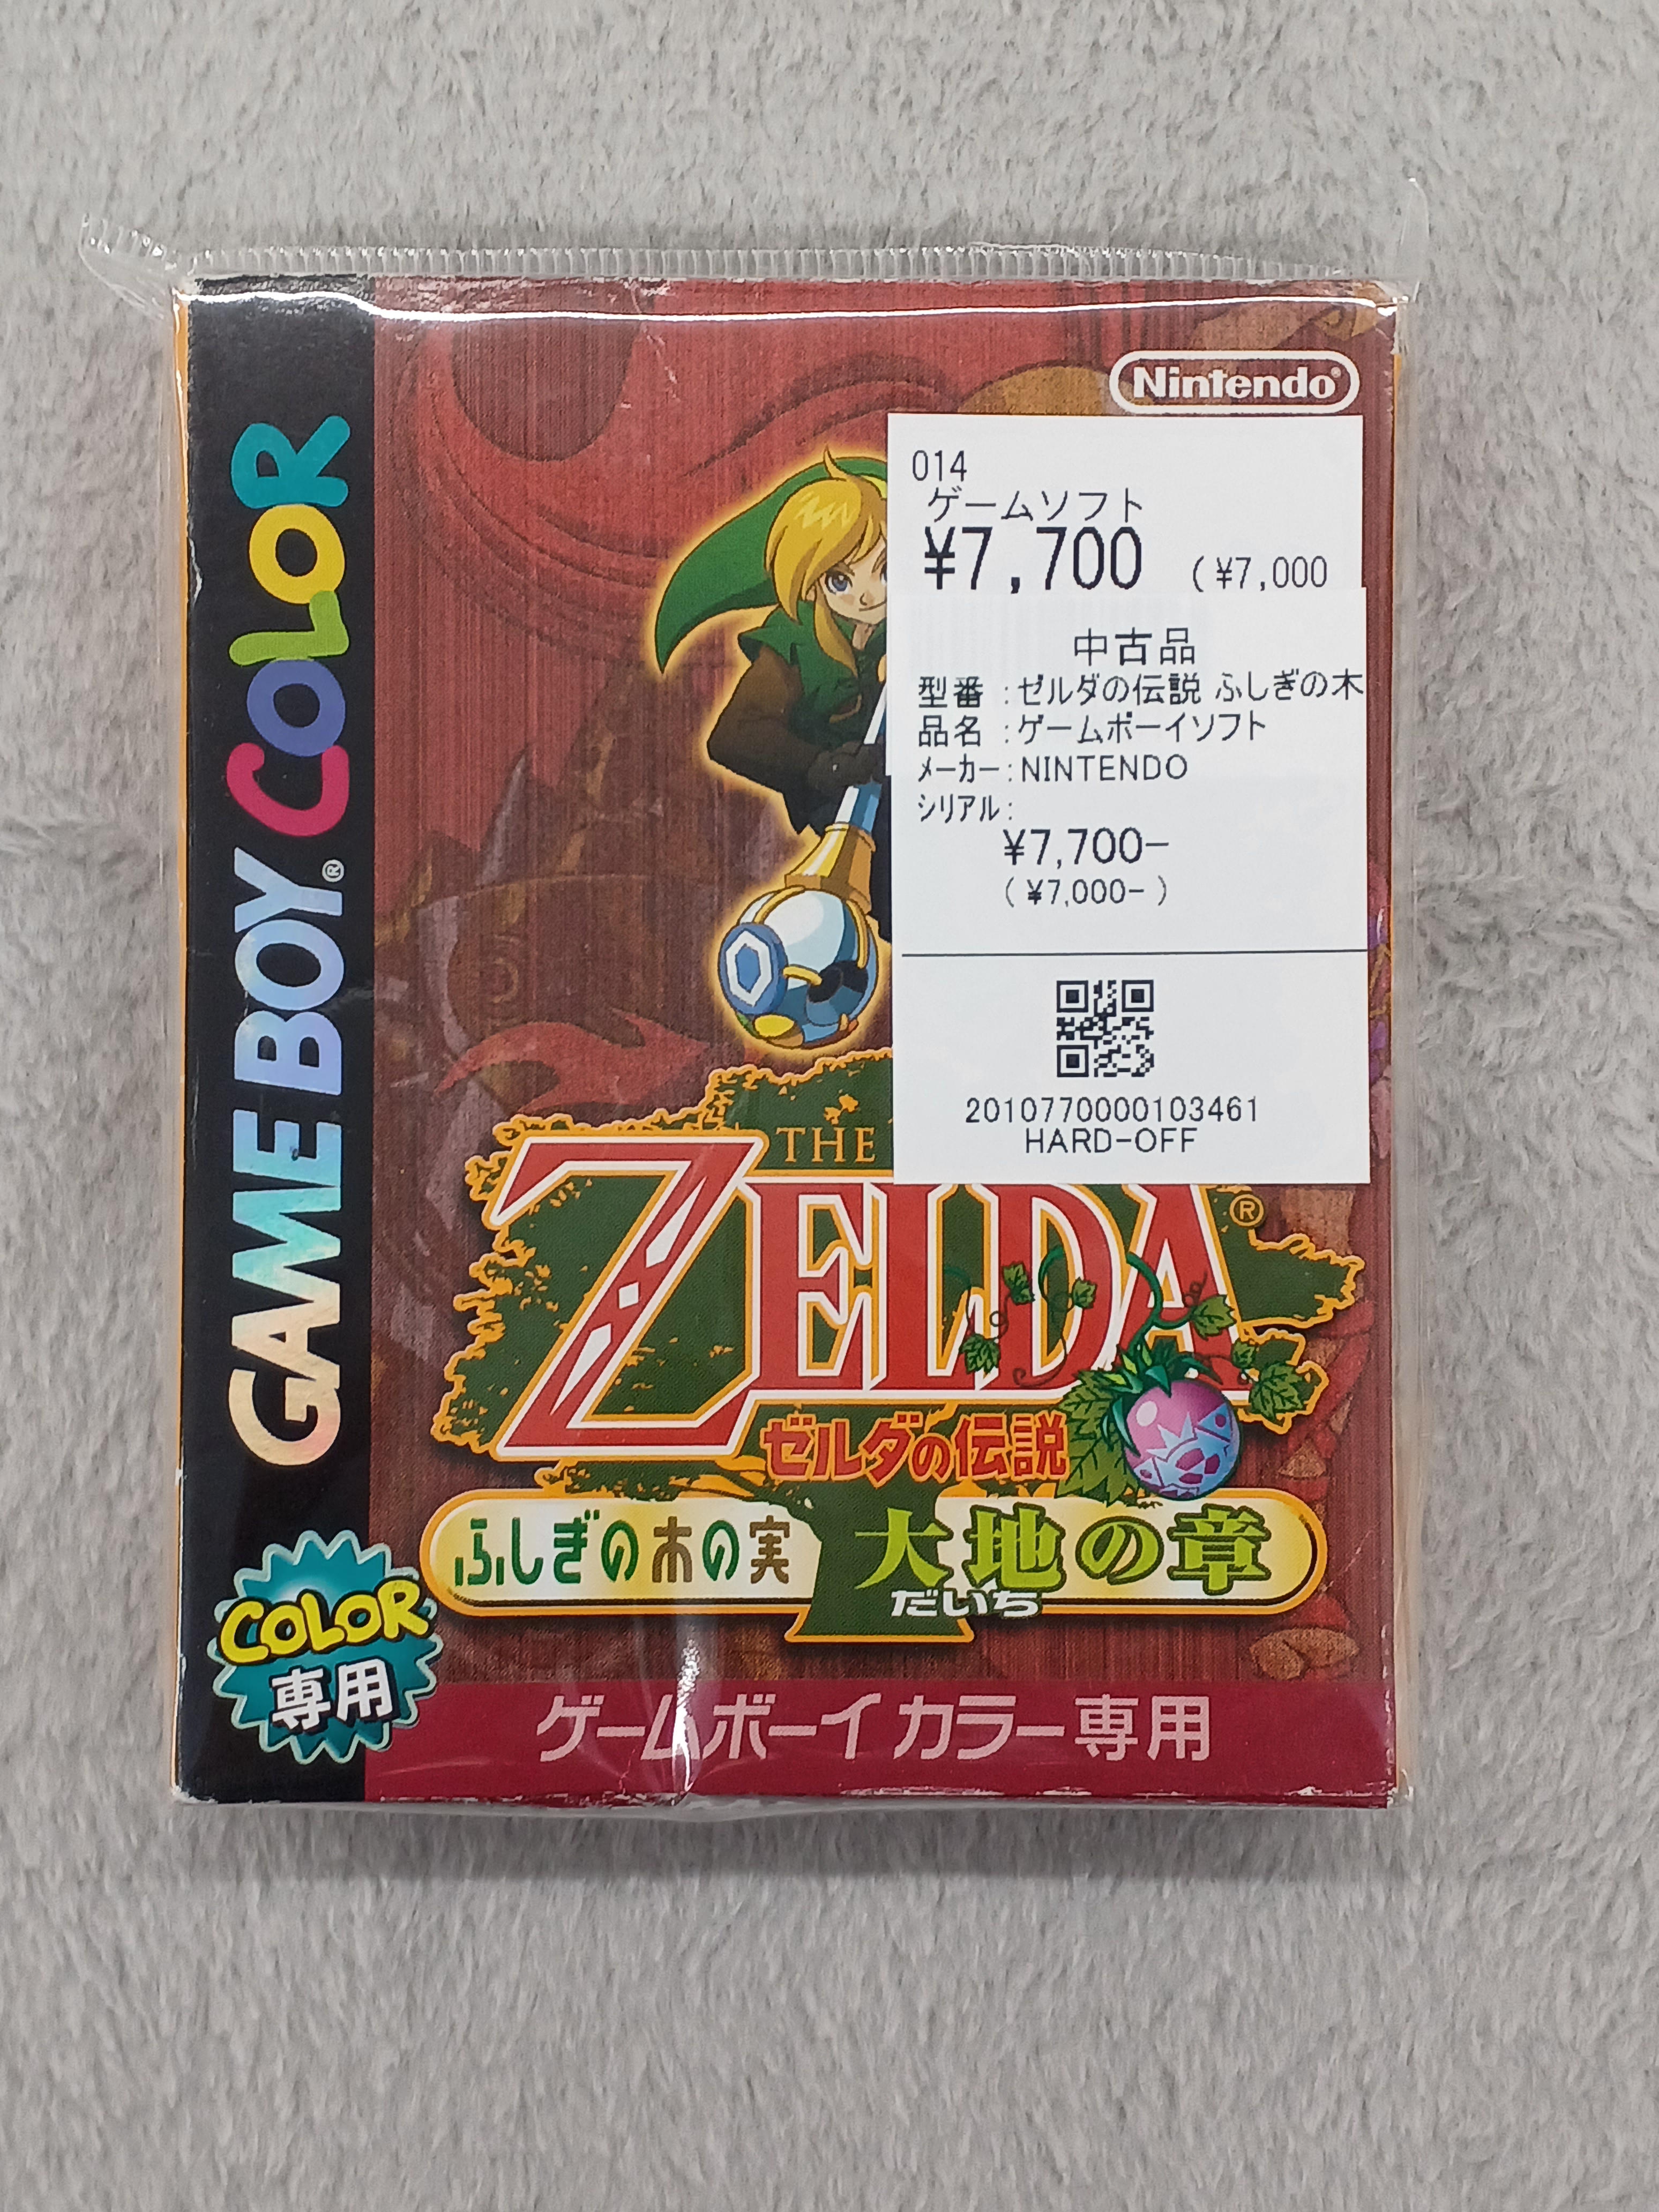 GAME BOY COLOR
Nintendo
014
ゲームソフト
¥7,700 (¥7,000
中古品
型番 :ゼルダの伝説 ふしぎの木
品名 :ゲームボーイソフト
メーカー:NINTENDO
シリアル:
¥7,700-
(¥7,000-)
2010770000103461
HARD-OFF
THE
ZELDA®
ゼルダの伝説
ふしぎの木の実 大地の章
だいち
COLOR
専用
ゲームボーイカラー専用